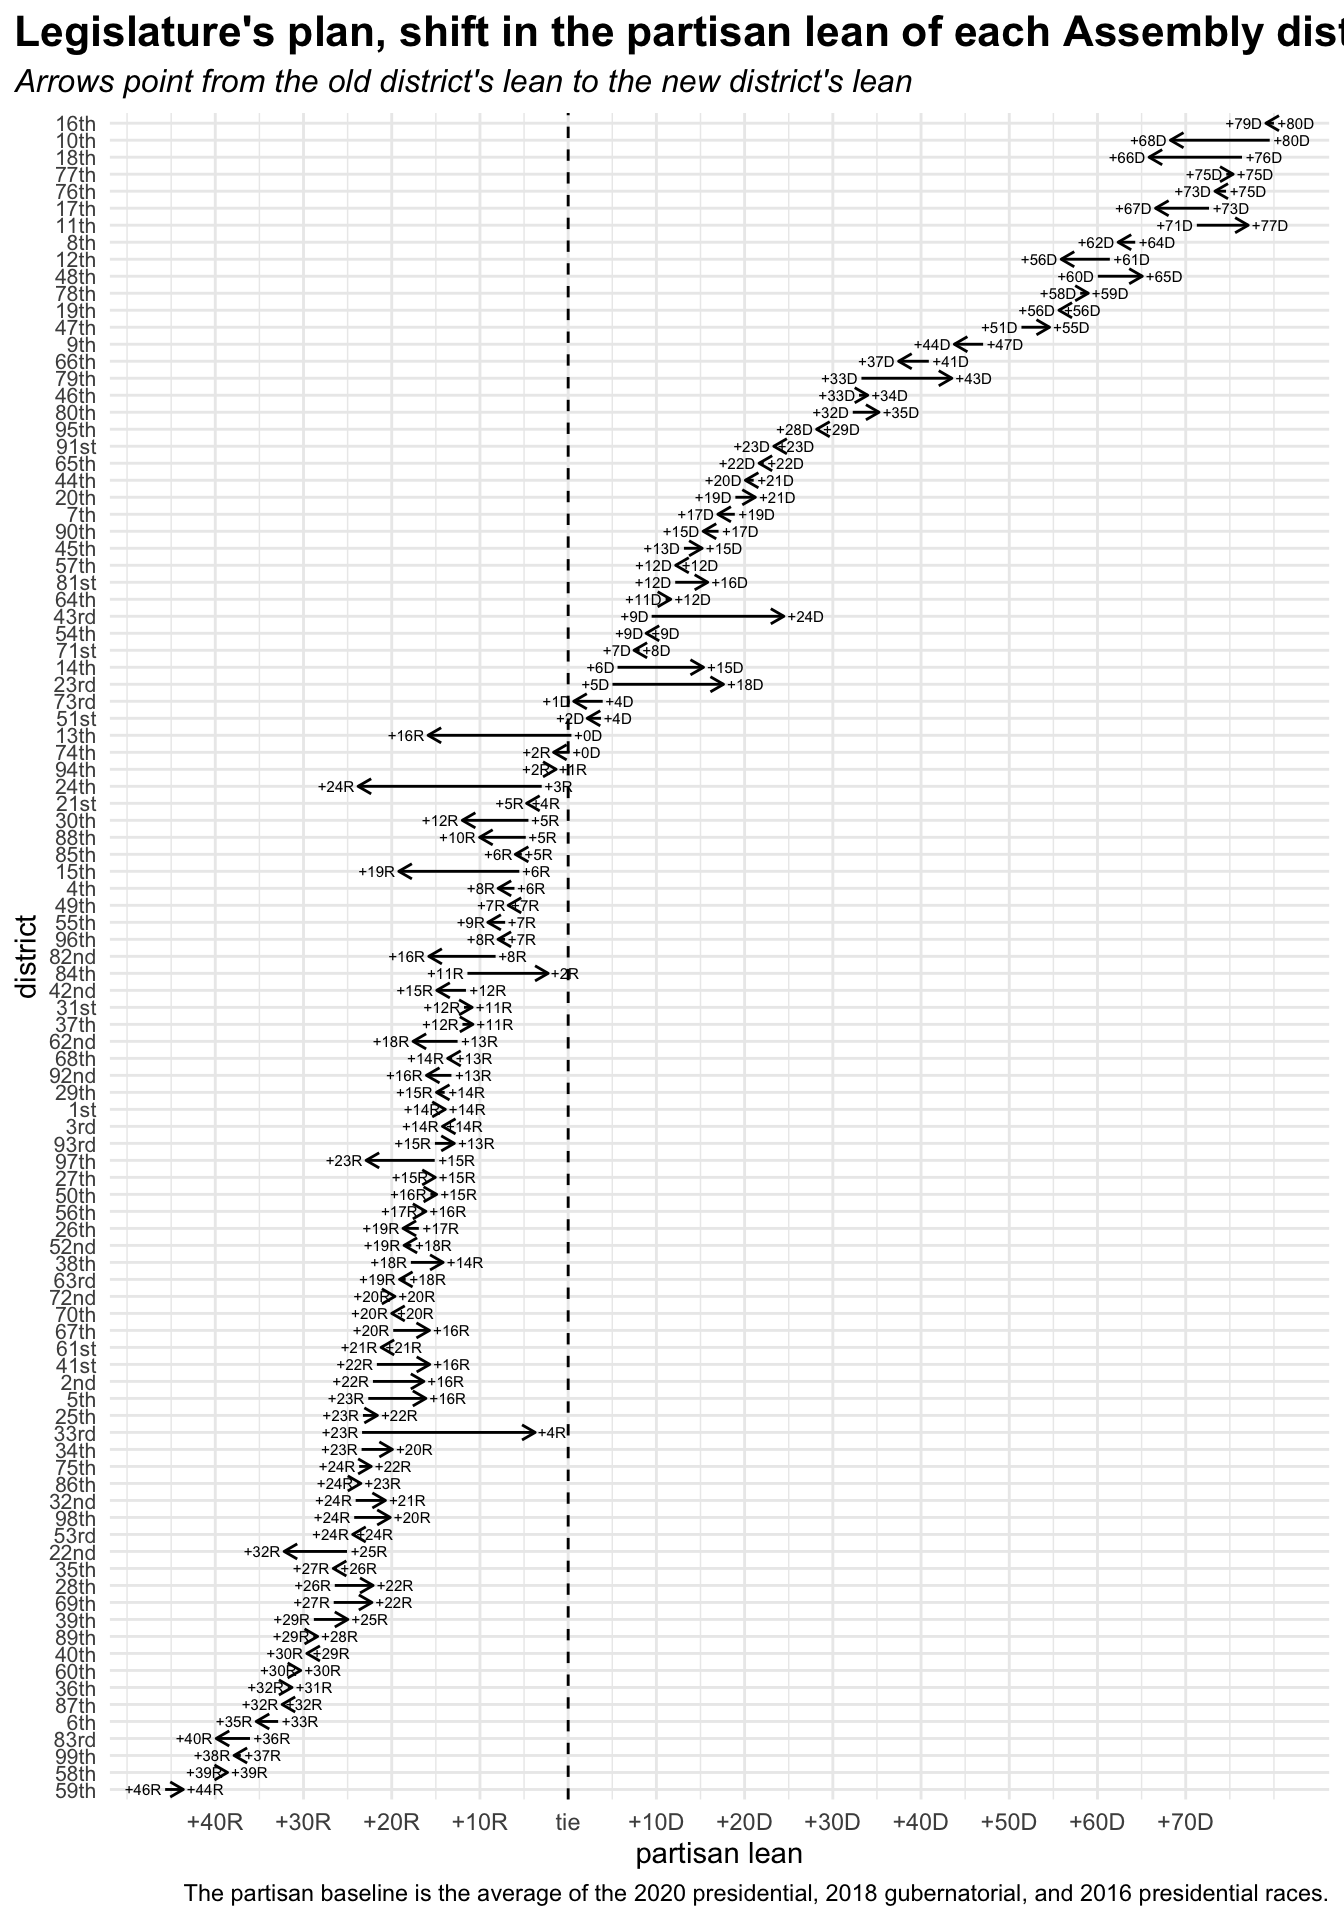 Legislature's plan, shift in the partisan lean of each Assembly dist
Arrows point from the old district's lean to the new district's lean
district
16th +79D +80D
10th +68D +80D
18th +66D +76D
77th +75D +75D
76th +73D +75D
17th +67D +73D
11th +71D +77D
8th +62D +64D
12th +56D +61D
48th +60D +65D
78th +58D +59D
19th +56D +56D
47th +51D +55D
9th +44D +47D
66th +37D +41D
79th +33D +43D
46th +33D +34D
80th +32D +35D
95th +28D +29D
91st +23D +23D
65th +22D +22D
44th +20D +21D
20th +19D +21D
7th +17D +19D
90th +15D +17D
45th +13D +15D
57th +12D +12D
81st +12D +16D
64th +11D +12D
43rd +9D +24D
54th +9D +9D
71st +7D +8D
14th +6D +15D
23rd +5D +18D
73rd +1D +4D
51st +2D +4D
13th +16R +0D
74th +2R +0D
94th +2R +1R
24th +24R +3R
21st +5R +4R
30th +12R +5R
88th +10R +5R
85th +6R +5R
15th +19R +6R
4th +8R +6R
49th +7R +7R
55th +9R +7R
96th +8R +7R
82nd +16R +8R
84th +11R +2R
42nd +15R +12R
31st +12R +11R
37th +12R +11R
62nd +18R +13R
68th +14R +13R
92nd +16R +13R
29th +15R +14R
1st +14R +14R
3rd +14R +14R
93rd +15R +13R
97th +23R +15R
27th +15R +15R
50th +16R +15R
56th +17R +16R
26th +19R +17R
52nd +19R +18R
38th +18R +14R
63rd +19R +18R
72nd +20R +20R
70th +20R +20R
67th +20R +16R
61st +21R +21R
41st +22R +16R
2nd +22R +16R
5th +23R +16R
25th +23R +22R
33rd +23R +4R
34th +23R +20R
75th +24R +22R
86th +24R +23R
32nd +24R +21R
98th +24R +20R
53rd +24R +24R
22nd +32R +25R
35th +27R +26R
28th +26R +22R
69th +27R +22R
39th +29R +25R
89th +29R +28R
40th +30R +29R
60th +30R +30R
36th +32R +31R
87th +32R +32R
6th +35R +33R
83rd +40R +36R
99th +38R +37R
58th +39R +39R
59th +46R +44R
+40R +30R +20R +10R tie +10D +20D +30D +40D +50D +60D +70D
partisan lean
The partisan baseline is the average of the 2020 presidential, 2018 gubernatorial, and 2016 presidential races.